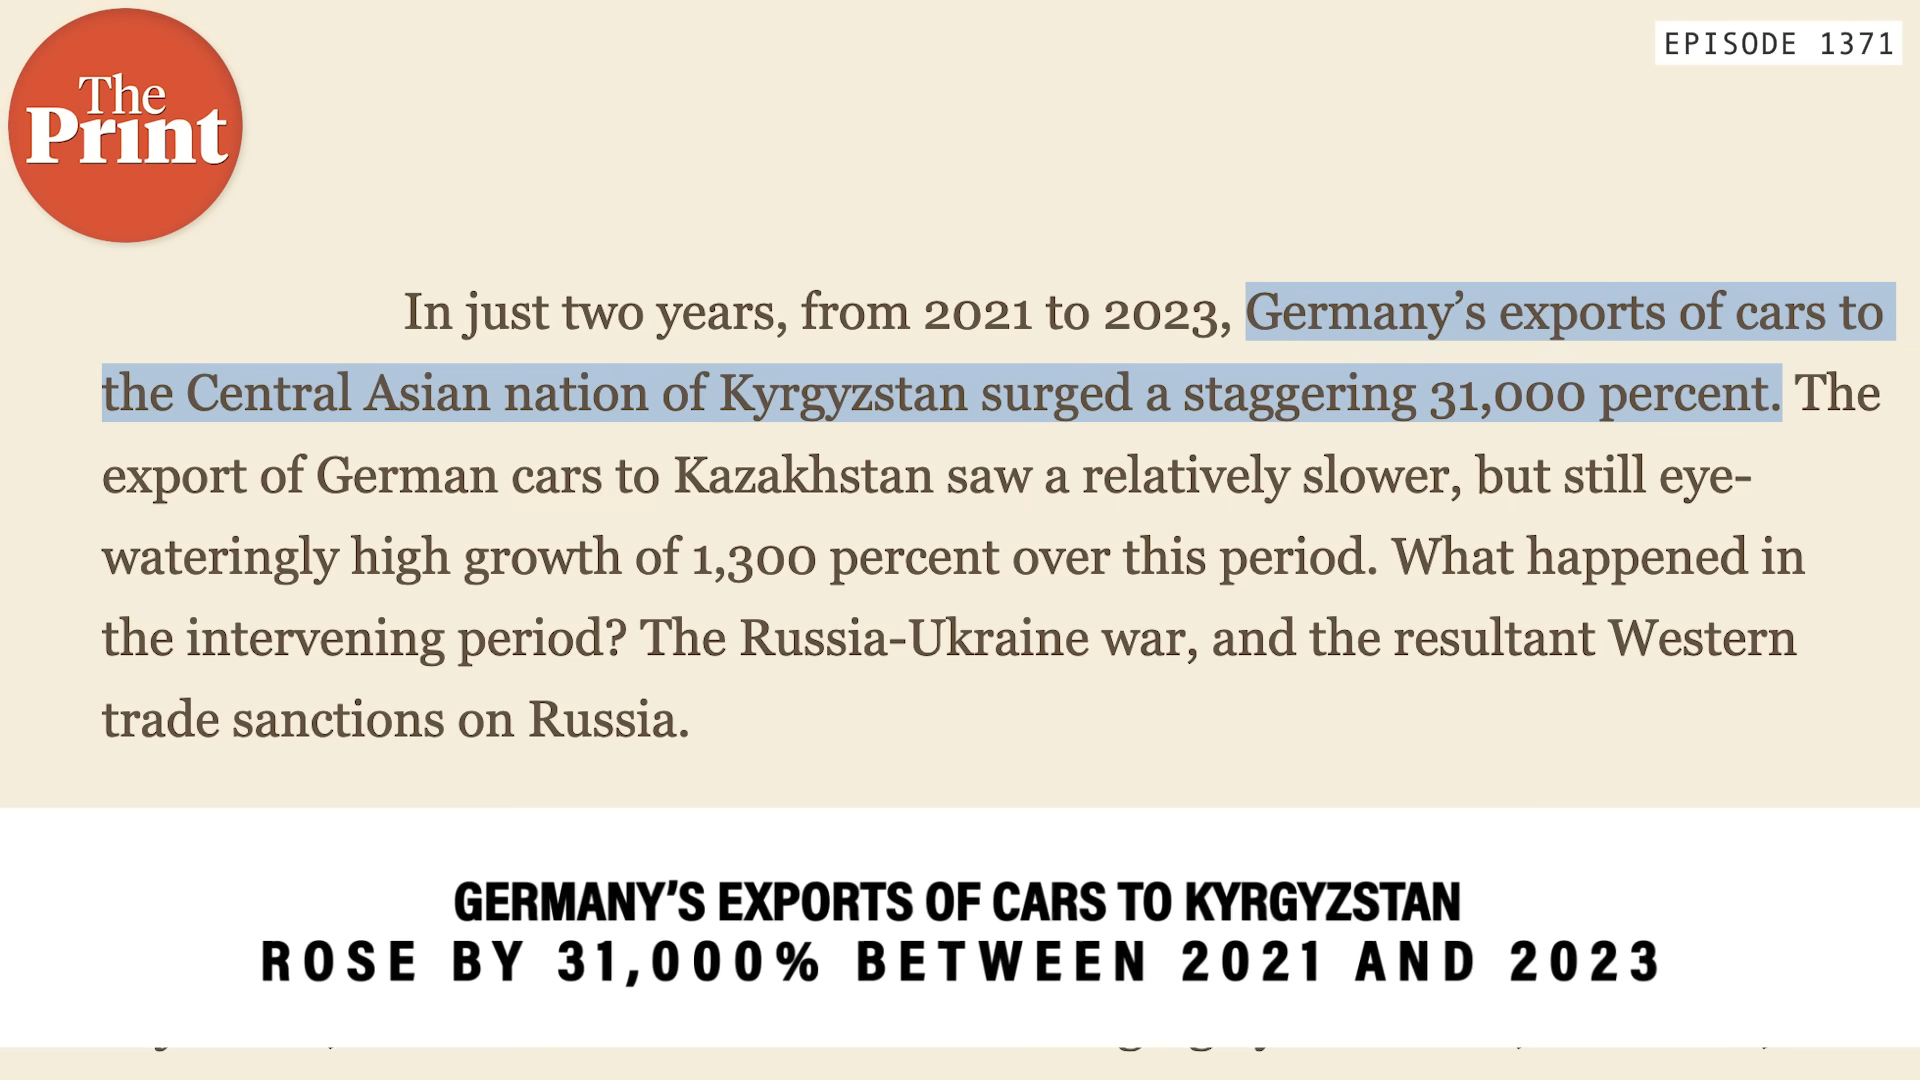 The
Print
EPISODE 1371
In just two years, from 2021 to 2023, Germany’s exports of cars to
the Central Asian nation of Kyrgyzstan surged a staggering 31,000 percent. The
export of German cars to Kazakhstan saw a relatively slower, but still eye-
wateringly high growth of 1,300 percent over this period. What happened in
the intervening period? The Russia-Ukraine war, and the resultant Western
trade sanctions on Russia.
GERMANY’S EXPORTS OF CARS TO KYRGYZSTAN
ROSE BY 31,000% BETWEEN 2021 AND 2023